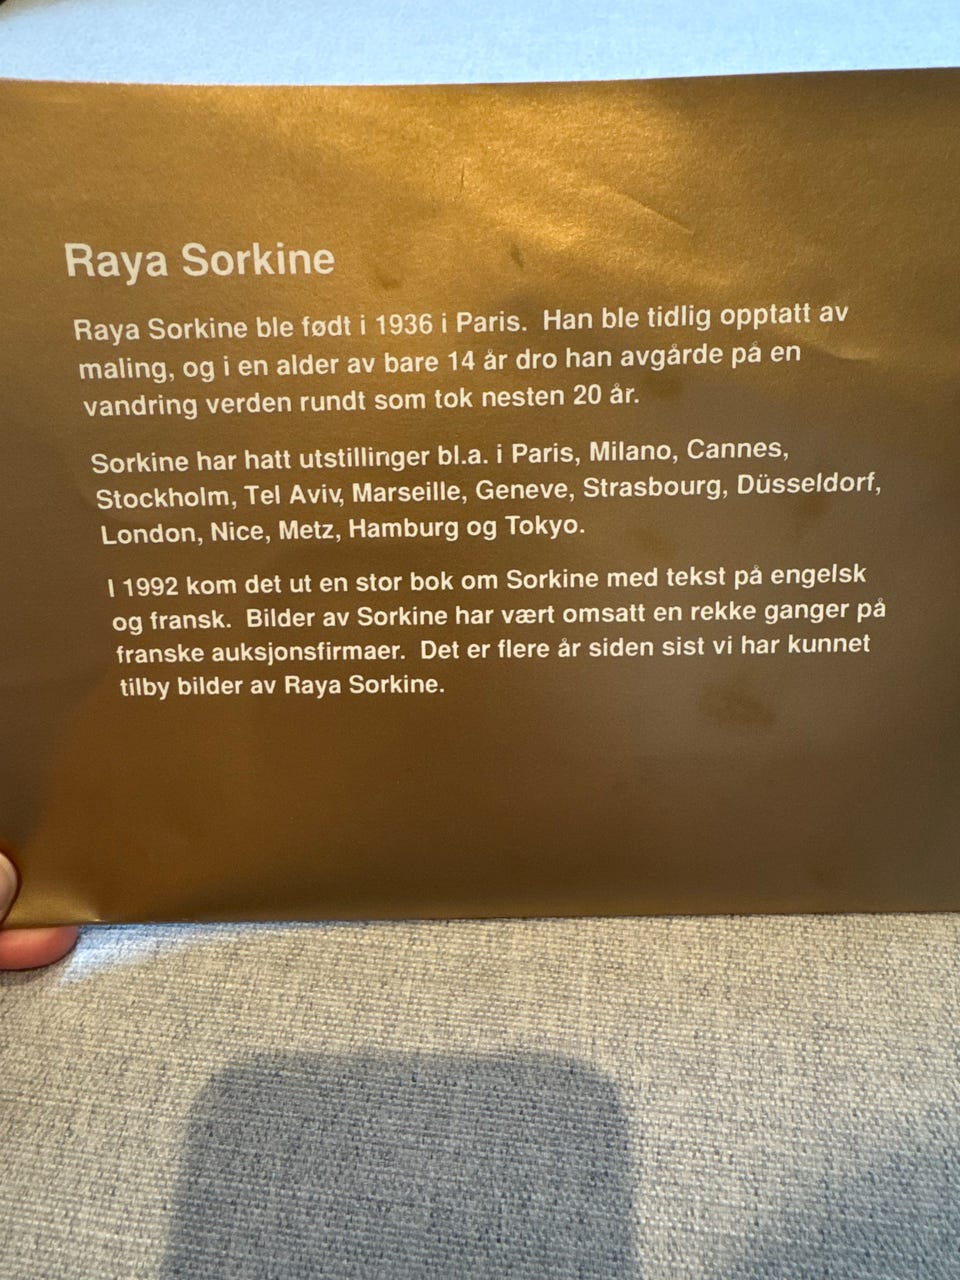 Raya Sorkine
Raya Sorkine ble født i 1936 i Paris. Han ble tidlig opptatt av
maling, og i en alder av bare 14 år dro han avgårde på en
vandring verden rundt som tok nesten 20 år.
Sorkine har hatt utstillinger bl.a. i Paris, Milano, Cannes,
Stockholm, Tel Aviv, Marseille, Geneve, Strasbourg, Düsseldorf,
London, Nice, Metz, Hamburg og Tokyo.
I 1992 kom det ut en stor bok om Sorkine med tekst på engelsk
og fransk. Bilder av Sorkine har vært omsatt en rekke ganger på
franske auksjonsfirmaer. Det er flere år siden sist vi har kunnet
tilby bilder av Raya Sorkine.